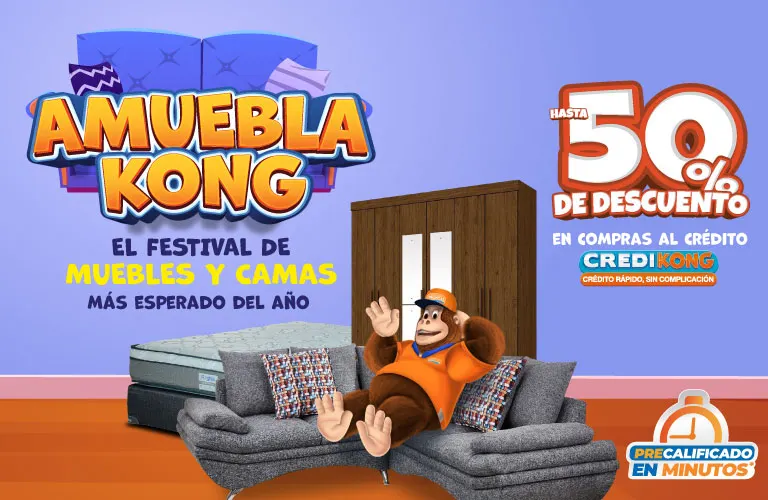 AMUEBLA
KONG
EL FESTIVAL DE
MUEBLES Y CAMAS
MÁS ESPERADO DEL AÑO
HASTA
50%
DE DESCUENTO
EN COMPRAS AL CRÉDITO
CREDIKONG
CRÉDITO RÁPIDO, SIN COMPLICACIÓN
PRECALIFICADO
EN MINUTOS*